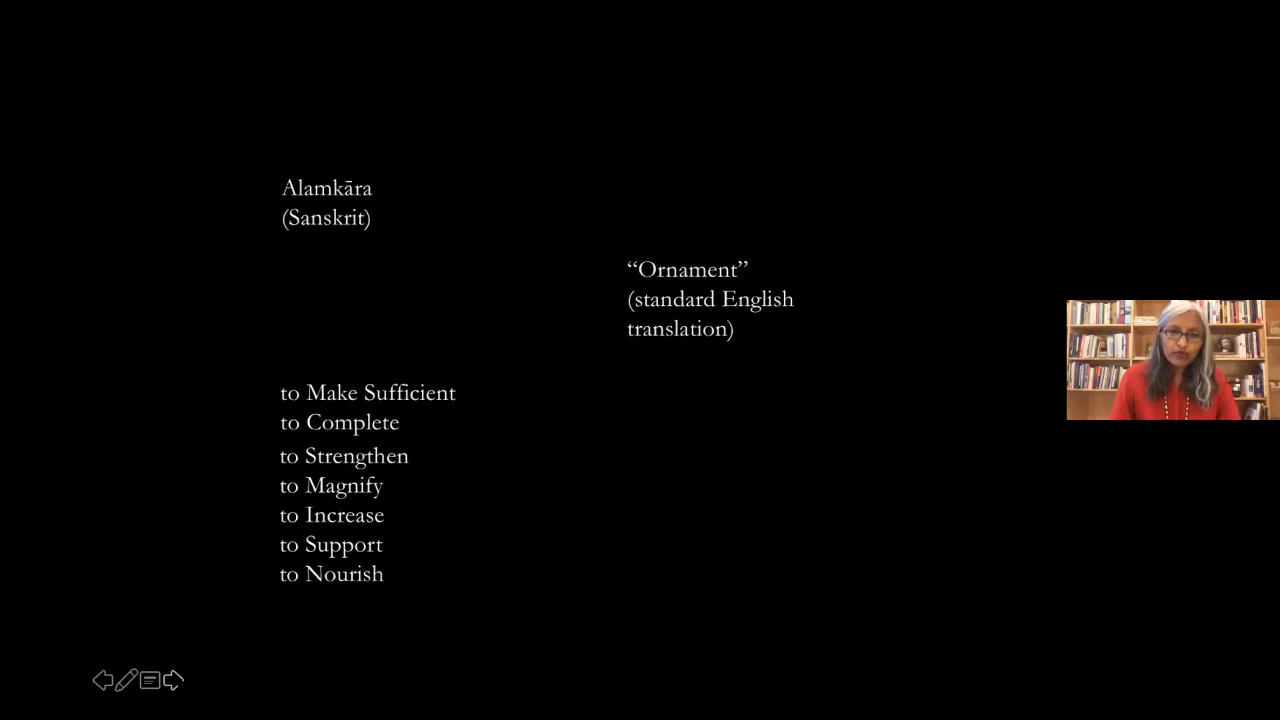 Alamkāra
(Sanskrit)
“Ornament”
(standard English
translation)
to Make Sufficient
to Complete
to Strengthen
to Magnify
to Increase
to Support
to Nourish